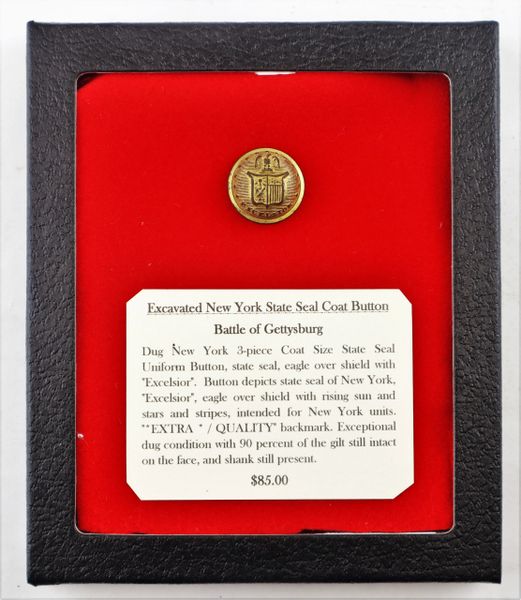 Excavated New York State Seal Coat Button
Battle of Gettysburg
Dug New York 3-piece Coat Size State Seal
Uniform Button, state seal, eagle over shield with
"Excelsior". Button depicts state seal of New York,
"Excelsior", eagle over shield with rising sun and
stars and stripes, intended for New York units.
"*EXTRA * / QUALITY" backmark. Exceptional
dug condition with 90 percent of the gilt still intact
on the face, and shank still present.
$85.00